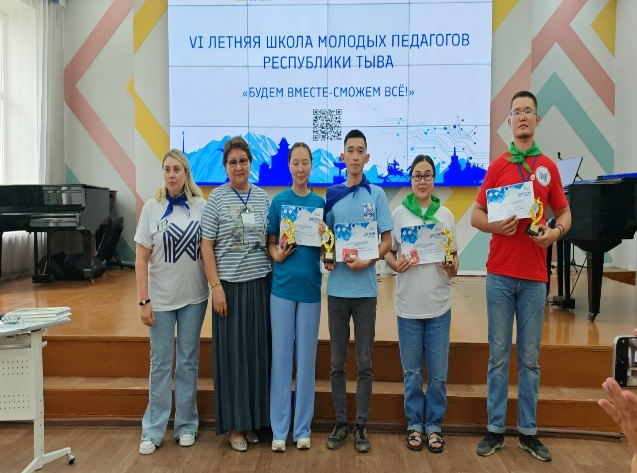 VI ЛЕТНЯЯ ШКОЛА МОЛОДЫХ ПЕДАГОГОВ
РЕСПУБЛИКИ ТЫВА
«БУДЕМ ВМЕСТЕ-СМОЖЕМ ВСЁ!»